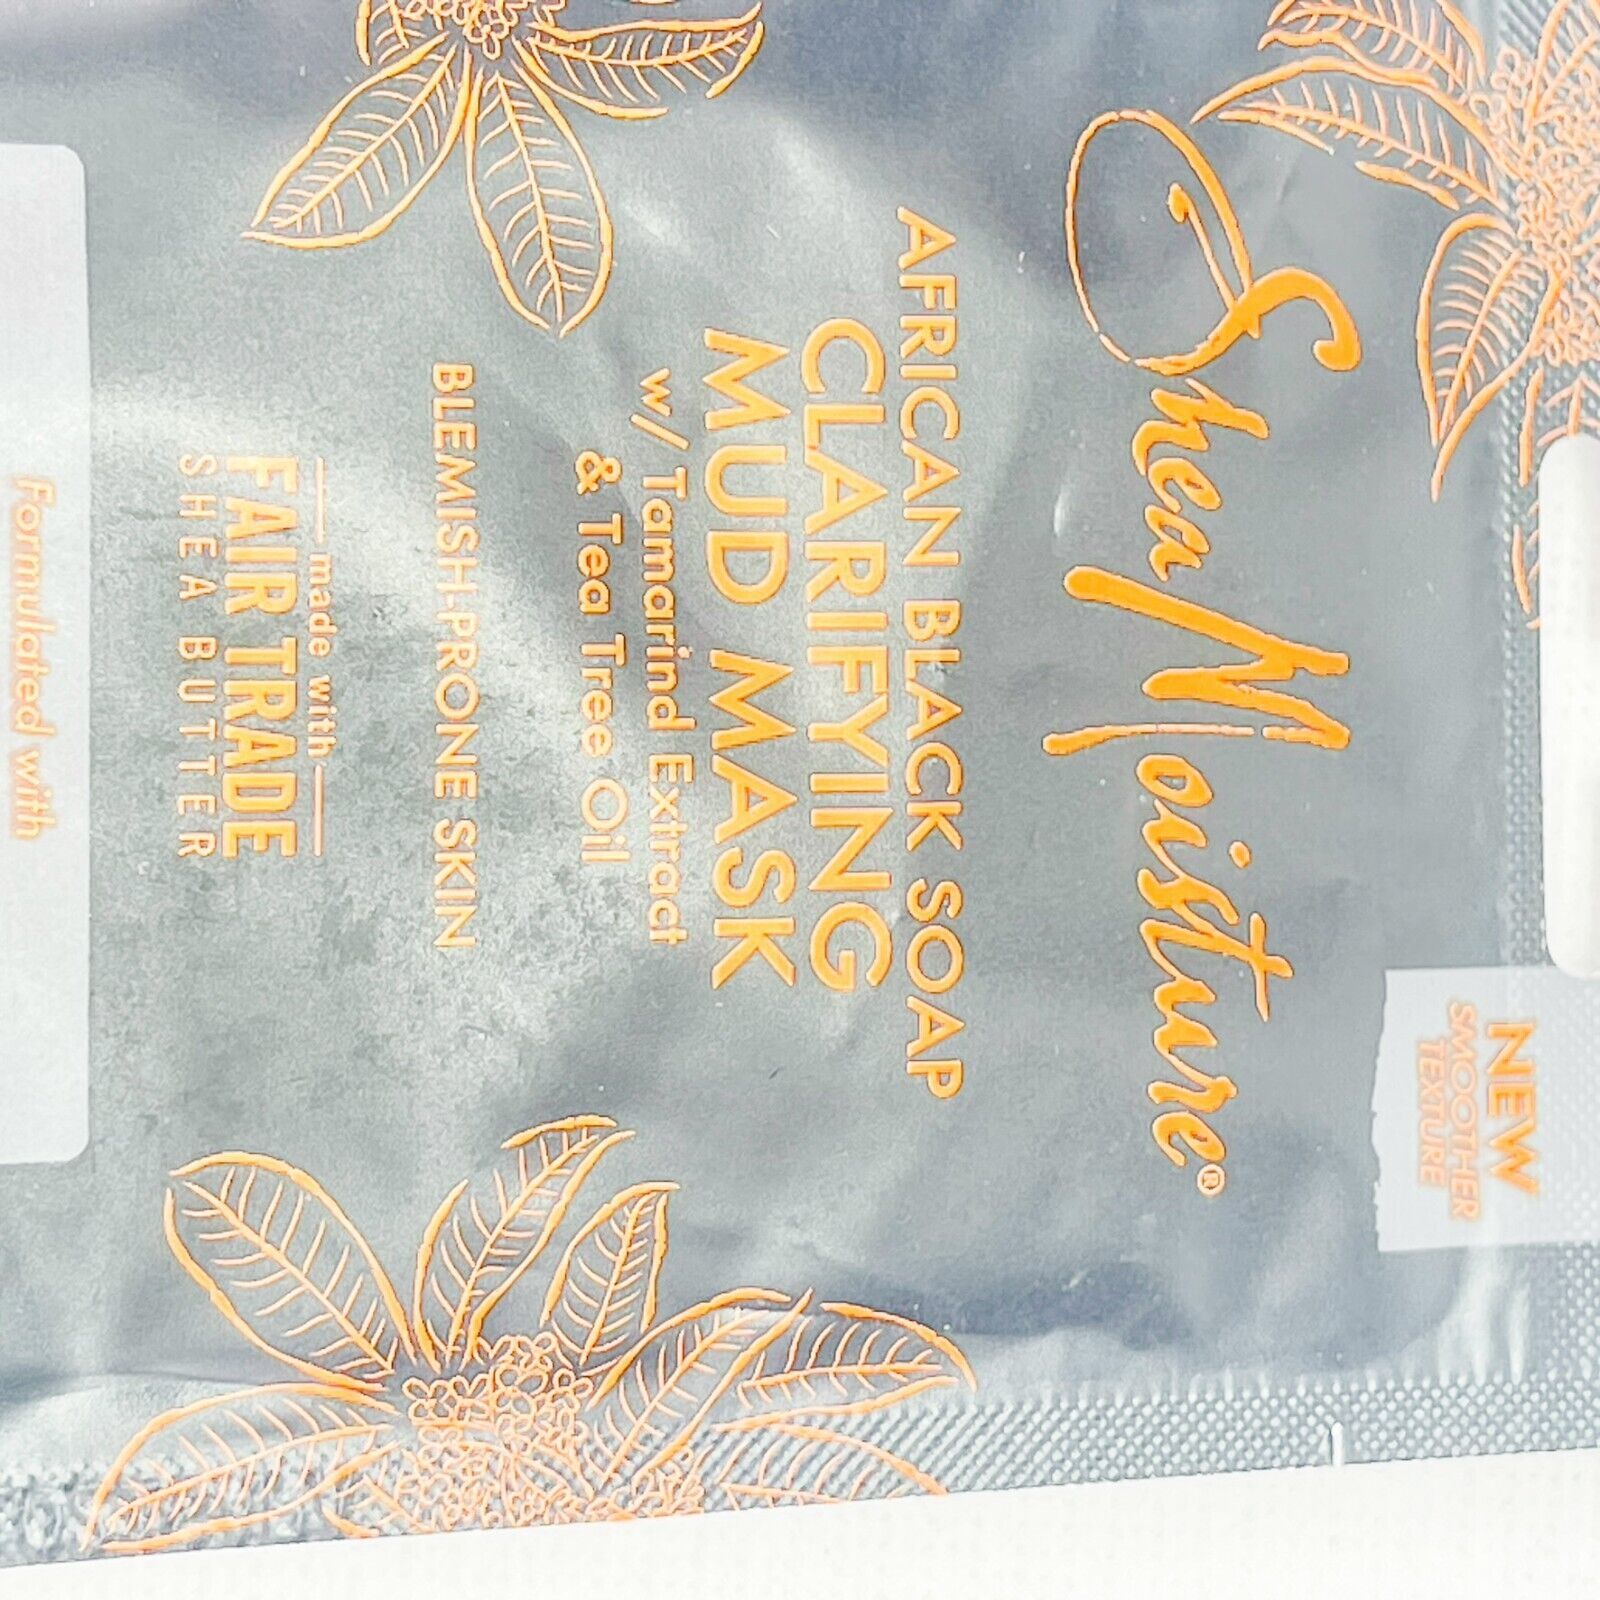 NEW
SMOOTHER
TEXTURE
SheaMoisture®
AFRICAN BLACK SOAP
CLARIFYING
MUD MASK
w/ Tamarind Extract
& Tea Tree Oil
BLEMISH-PRONE SKIN
made with
FAIR TRADE
SHEA BUTTER
Formulated with